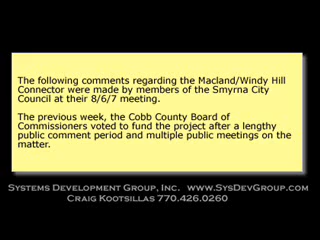 The following comments regarding the Macland/Windy Hill
Connector were made by members of the Smyrna City
Council at their 8/6/7 meeting.
The previous week, the Cobb County Board of
Commissioners voted to fund the project after a lengthy
public comment period and multiple public meetings on the
matter.
Systems Development Group, Inc. www.SysDevGroup.com
Craig Kootsillas 770.426.0260